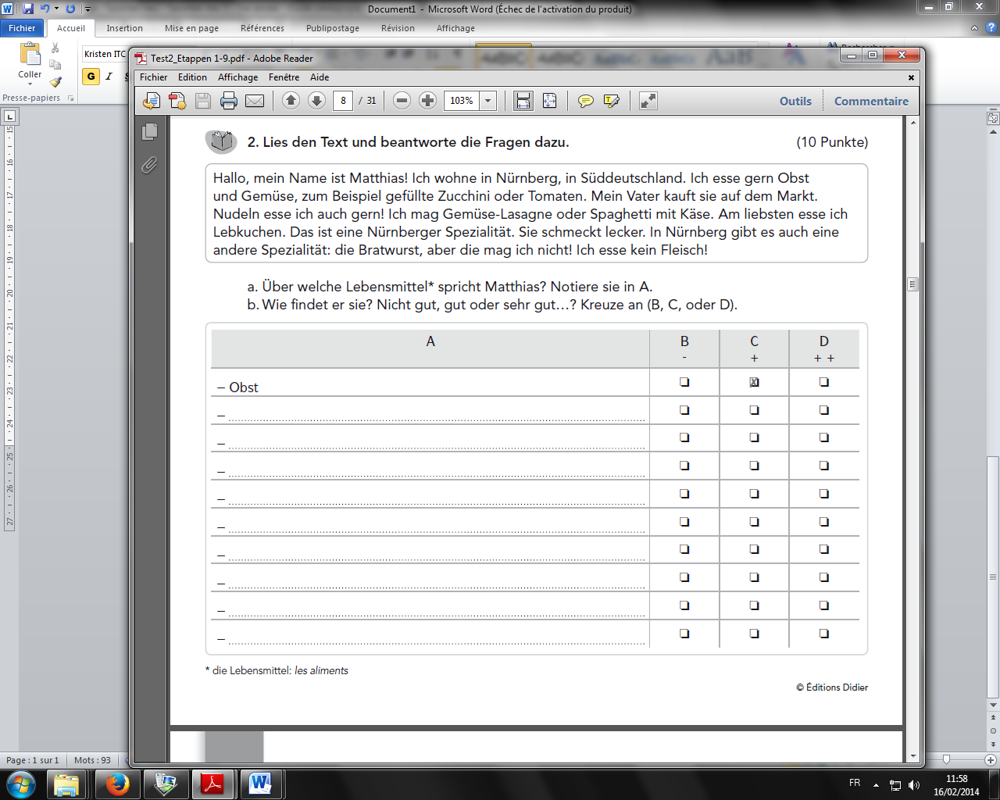 Document1 - Microsoft Word (Échec de l'activation du produit)
Fichier Accueil Insertion Mise en page Références Publipostage Révision Affichage
Coller
Kristen ITC
G I
Presse-papiers
Test2_Etappen 1-9.pdf - Adobe Reader
Fichier Edition Affichage Fenêtre Aide
8 / 31 103% Outils Commentaire
2. Lies den Text und beantworte die Fragen dazu. (10 Punkte)
Hallo, mein Name ist Matthias! Ich wohne in Nürnberg, in Süddeutschland. Ich esse gern Obst
und Gemüse, zum Beispiel gefüllte Zucchini oder Tomaten. Mein Vater kauft sie auf dem Markt.
Nudeln esse ich auch gern! Ich mag Gemüse-Lasagne oder Spaghetti mit Käse. Am liebsten esse ich
Lebkuchen. Das ist eine Nürnberger Spezialität. Sie schmeckt lecker. In Nürnberg gibt es auch eine
andere Spezialität: die Bratwurst, aber die mag ich nicht! Ich esse kein Fleisch!
a. Über welche Lebensmittel* spricht Matthias? Notiere sie in A.
b. Wie findet er sie? Nicht gut, gut oder sehr gut…? Kreuze an (B, C, oder D).
A B C D
- + + +
– Obst
–
–
–
–
–
–
–
–
–
* die Lebensmittel: les aliments
© Éditions Didier
Page : 1 sur 1 Mots : 93
FR 11:58
16/02/2014